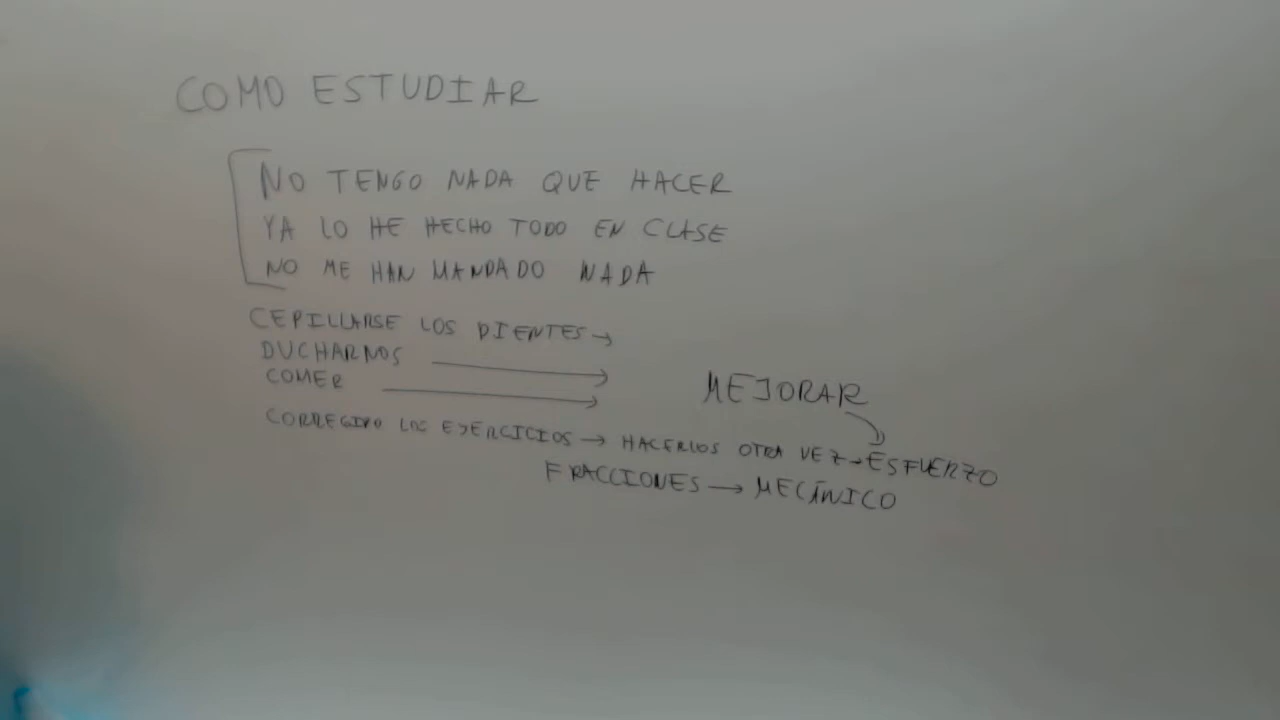 COMO ESTUDIAR
NO TENGO NADA QUE HACER
YA LO HE HECHO TODO EN CLASE
NO ME HAN MANDADO NADA
CEPILLARSE LOS DIENTES →
DUCHARNOS →
COMER →
MEJORAR
CORREGIDO LOS EJERCICIOS → HACERLOS OTRA VEZ → ESFUERZO
FRACCIONES → MECÁNICO